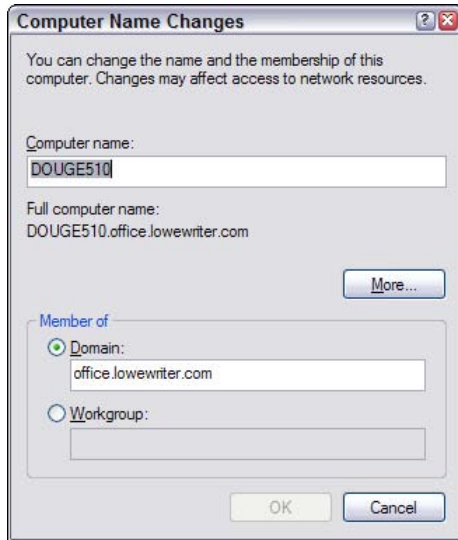 Computer Name Changes
You can change the name and the membership of this
computer. Changes may affect access to network resources.
Computer name:
DOUGE510
Full computer name:
DOUGE510.office.lowewriter.com
More...
Member of
Domain:
office.lowewriter.com
Workgroup:
OK Cancel